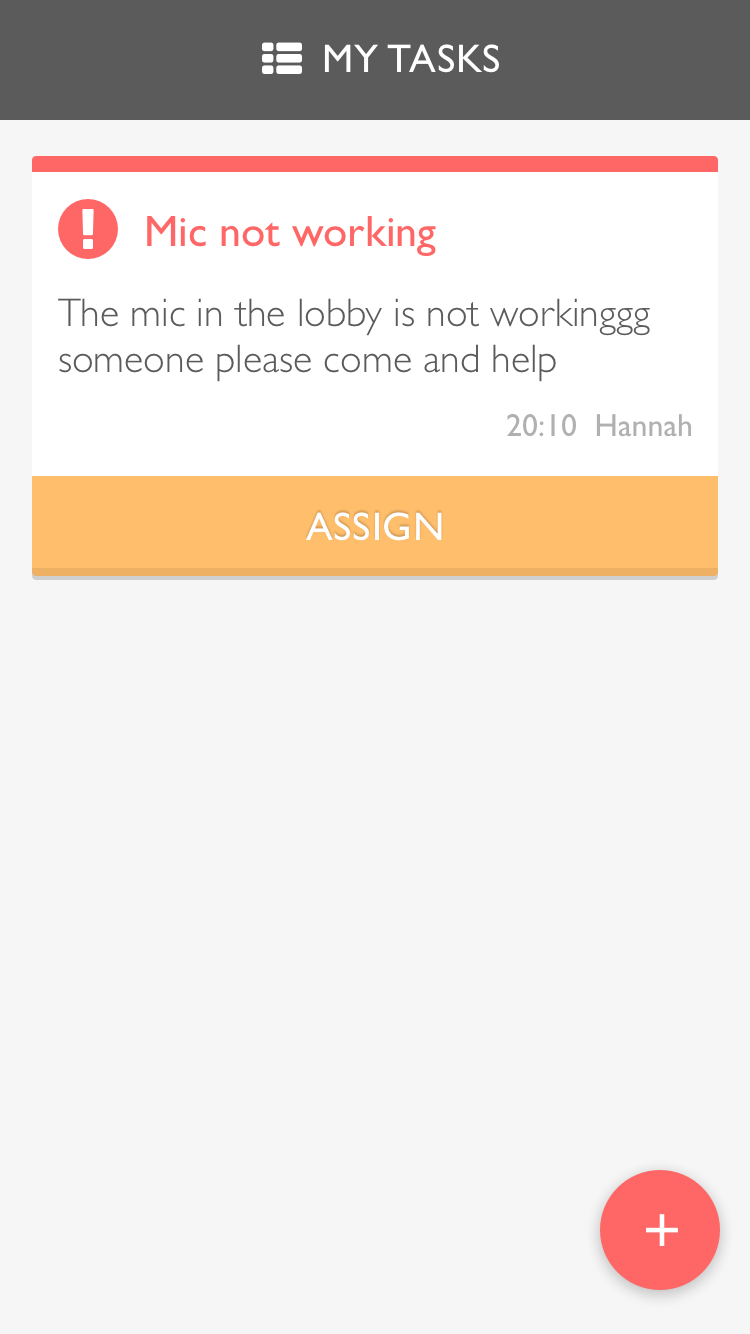 MY TASKS
Mic not working
The mic in the lobby is not workinggg
someone please come and help
20:10 Hannah
ASSIGN
+